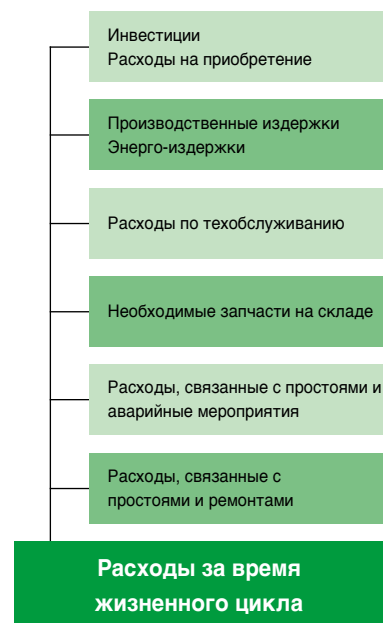 Инвестиции
Расходы на приобретение
Производственные издержки
Энерго-издержки
Расходы по техобслуживанию
Необходимые запчасти на складе
Расходы, связанные с простоями и
аварийные мероприятия
Расходы, связанные с
простоями и ремонтами
Расходы за время
жизненного цикла